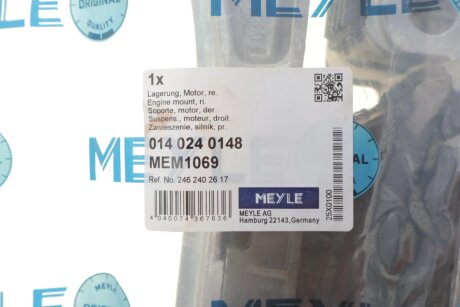 MEYLE
ORIGINAL
QUALITY
1x
Lagerung, Motor, re.
Engine mount, ri.
Soporte, motor, der.
Suspens., moteur, droit.
Zawieszenie, silnik, pr.
014 024 0148
MEM1069
Ref. No. 246 240 26 17
4 040074 367636
MEYLE
MEYLE AG
Hamburg 22143,Germany
25X0100
MEYLE